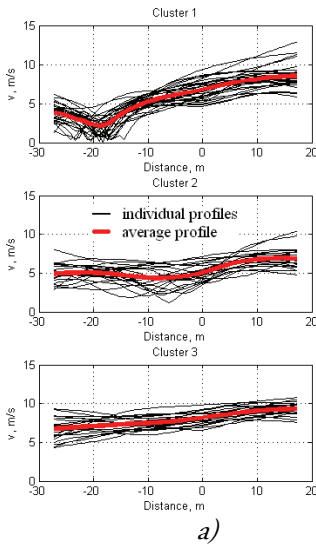 Cluster 1
15
10
5
0
v, m/s
-30 -20 -10 0 10 20
Distance, m
Cluster 2
15
10
5
0
v, m/s
individual profiles
average profile
-30 -20 -10 0 10 20
Distance, m
Cluster 3
15
10
5
0
v, m/s
-30 -20 -10 0 10 20
Distance, m
a)